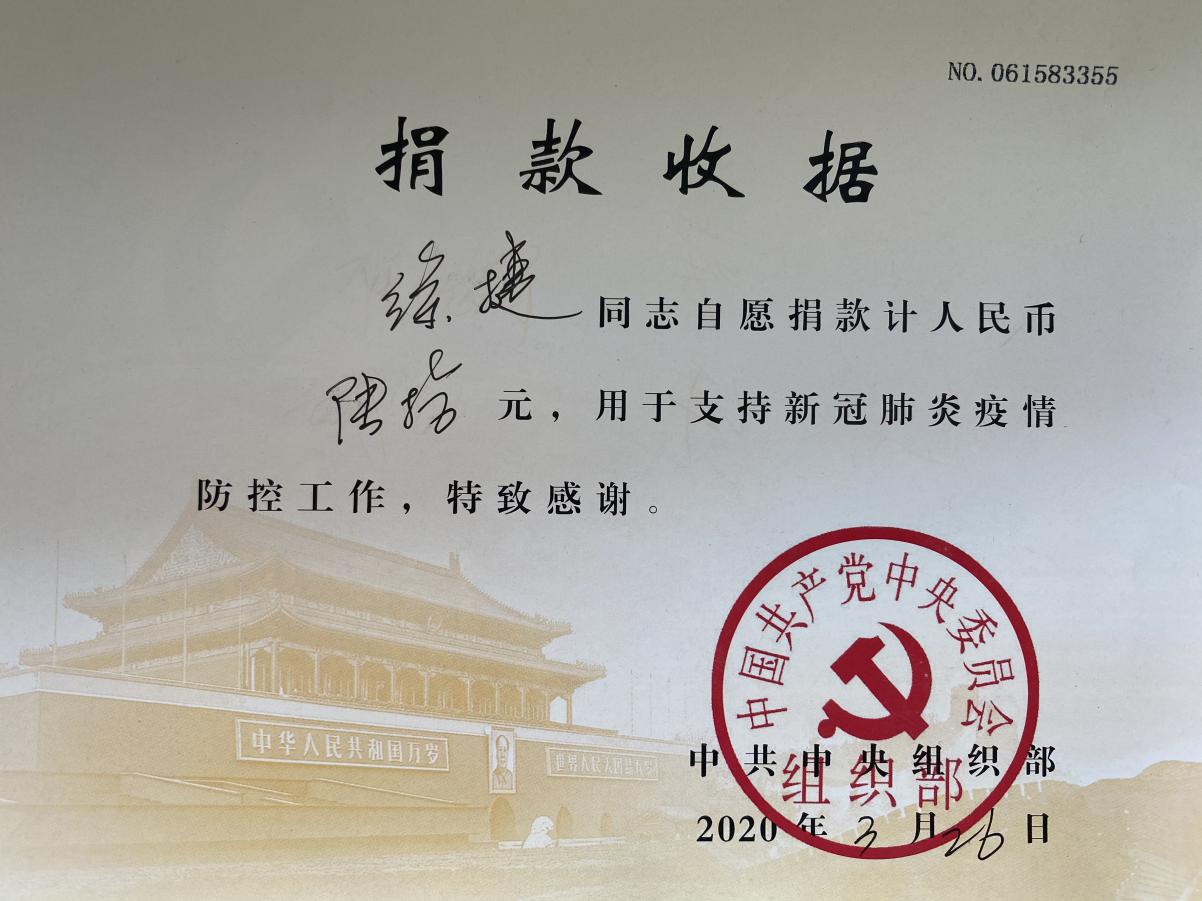 NO. 061583355
捐款收据
徐捷同志自愿捐款计人民币
陆拾元，用于支持新冠肺炎疫情
防控工作，特致感谢。
中国共产党中央委员会
组织部
中共中央组织部
2020年3月26日
中华人民共和国万岁
世界人民大团结万岁